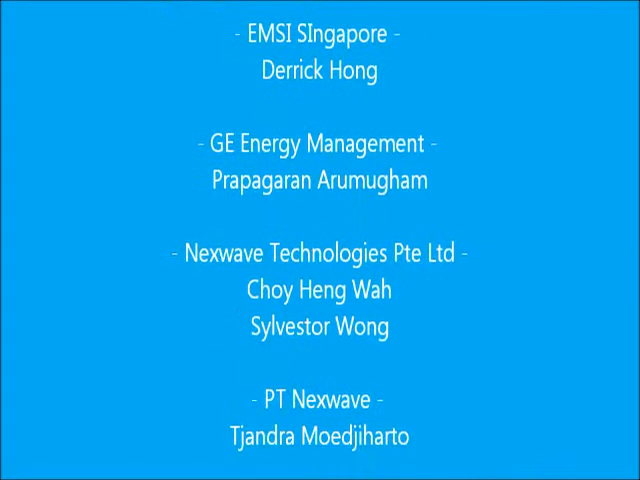 - EMSI SIngapore -
Derrick Hong
- GE Energy Management -
Prapagaran Arumugham
- Nexwave Technologies Pte Ltd -
Choy Heng Wah
Sylvestor Wong
- PT Nexwave -
Tjandra Moedjiharto